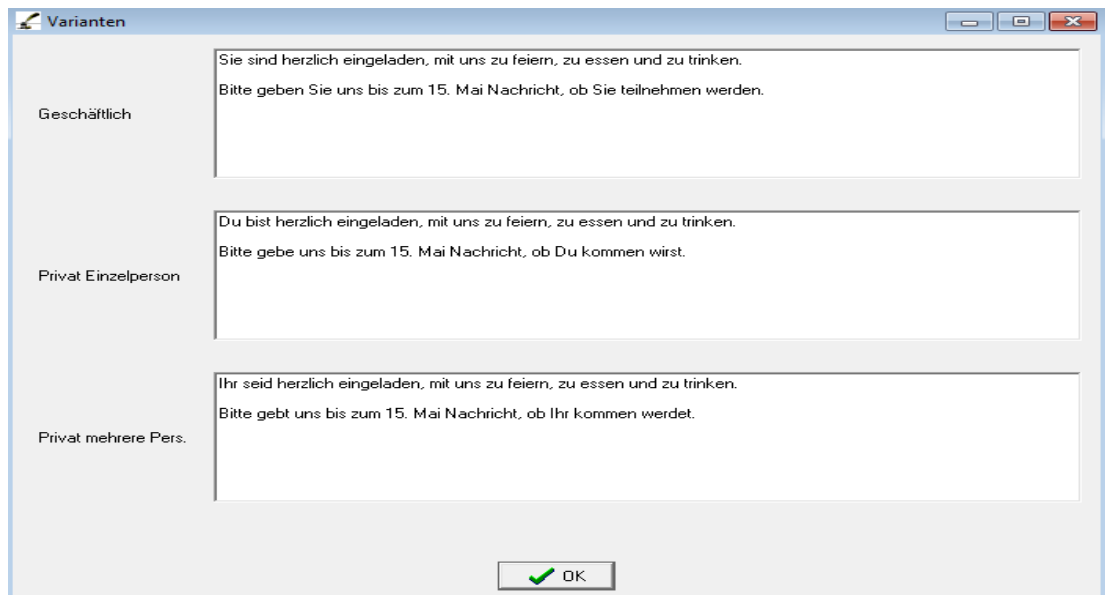 Varianten
Geschäftlich
Sie sind herzlich eingeladen, mit uns zu feiern, zu essen und zu trinken.
Bitte geben Sie uns bis zum 15. Mai Nachricht, ob Sie teilnehmen werden.
Privat Einzelperson
Du bist herzlich eingeladen, mit uns zu feiern, zu essen und zu trinken.
Bitte gebe uns bis zum 15. Mai Nachricht, ob Du kommen wirst.
Privat mehrere Pers.
Ihr seid herzlich eingeladen, mit uns zu feiern, zu essen und zu trinken.
Bitte gebt uns bis zum 15. Mai Nachricht, ob Ihr kommen werdet.
OK